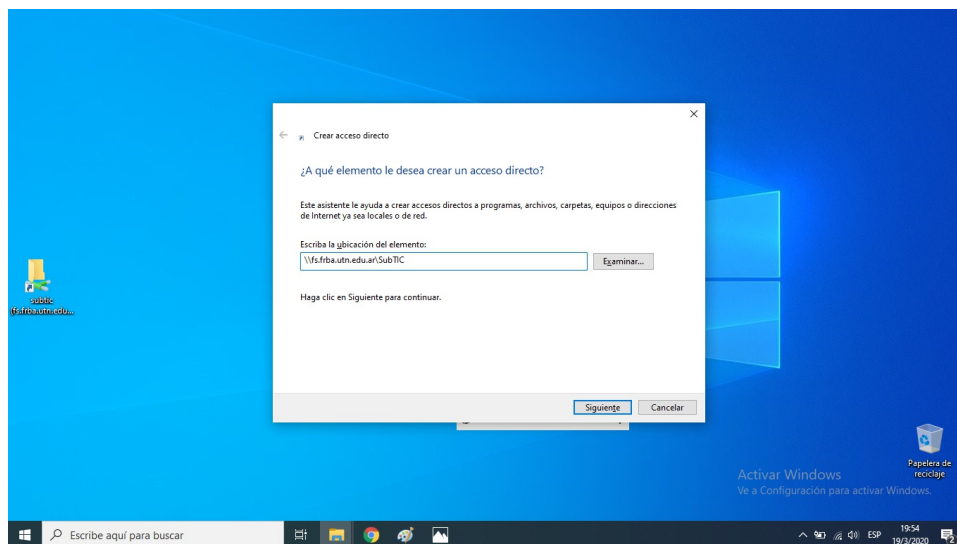 Crear acceso directo
¿A qué elemento le desea crear un acceso directo?
Este asistente le ayuda a crear accesos directos a programas, archivos, carpetas, equipos o direcciones
de Internet ya sea locales o de red.
Escriba la ubicación del elemento:
\\fs.frba.utn.edu.ar\SubTIC
Examinar...
Haga clic en Siguiente para continuar.
Siguiente
Cancelar
subtic
(fs.frba.utn.edu...
Papelera de
reciclaje
Activar Windows
Ve a Configuración para activar Windows.
Escribe aquí para buscar
ESP
19:54
19/3/2020
2